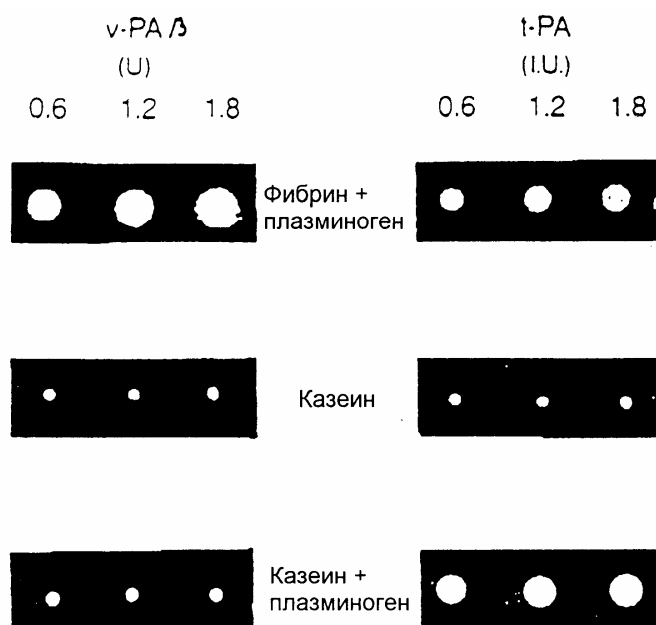 v-PA β t-PA
(U) (I.U.)
0.6 1.2 1.8 0.6 1.2 1.8
Фибрин +
плазминоген
Казеин
Казеин +
плазминоген